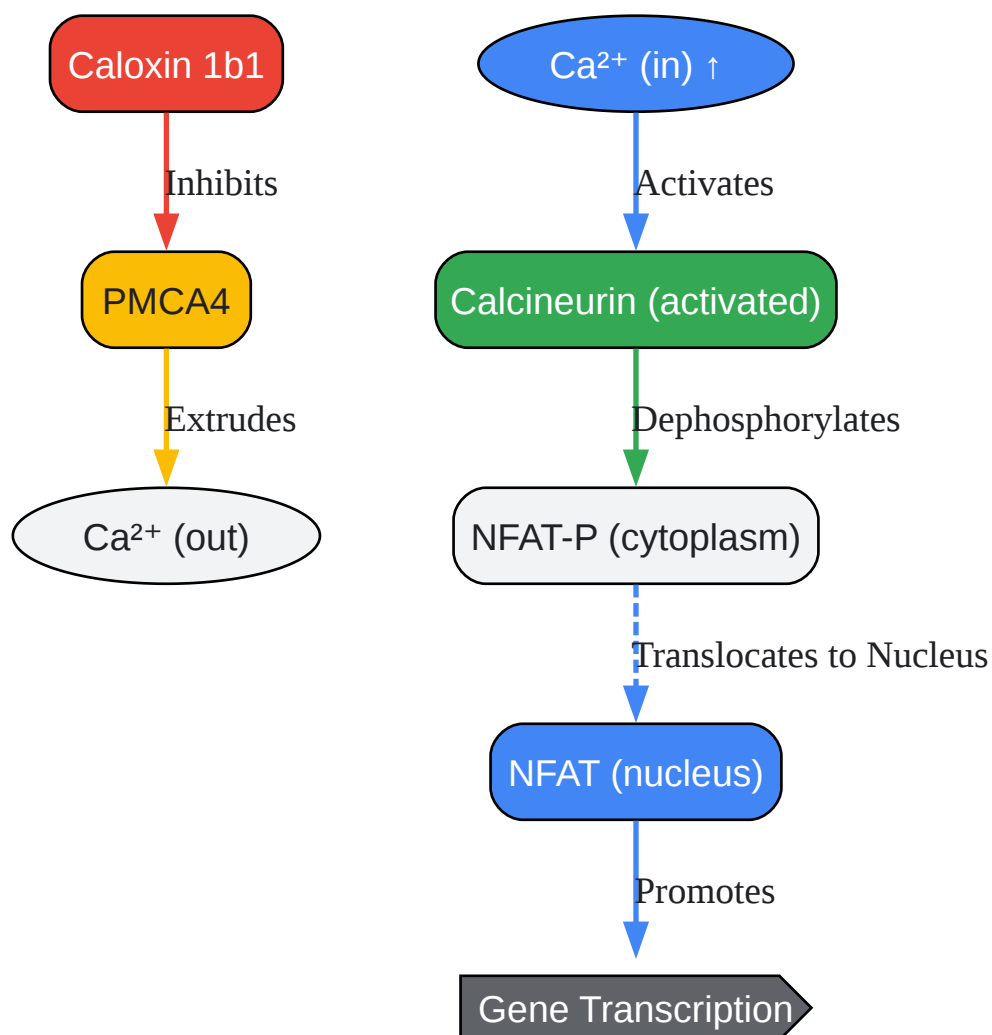 Caloxin 1b1
Inhibits
PMCA4
Extrudes
Ca²⁺ (out)
Ca²⁺ (in) ↑
Activates
Calcineurin (activated)
Dephosphorylates
NFAT-P (cytoplasm)
Translocates to Nucleus
NFAT (nucleus)
Promotes
Gene Transcription